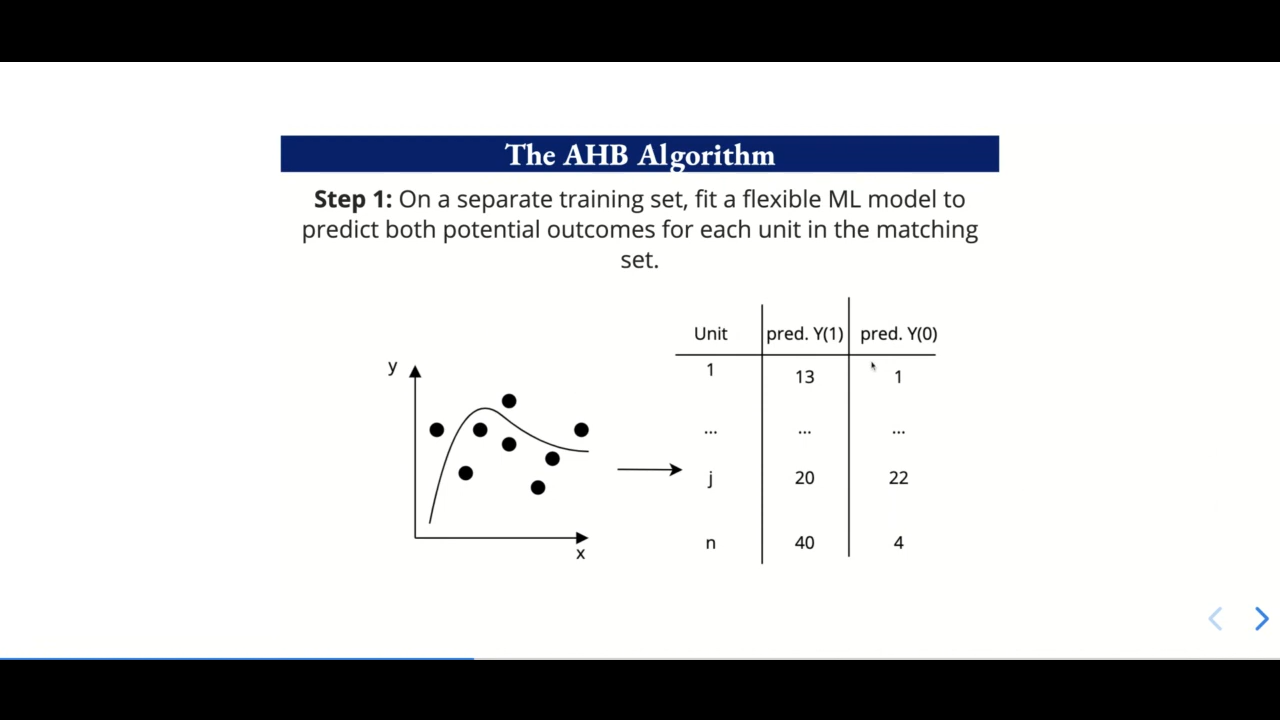 The AHB Algorithm
Step 1: On a separate training set, fit a flexible ML model to
predict both potential outcomes for each unit in the matching
set.
y
x
Unit pred. Y(1) pred. Y(0)
1 13 1
... ... ...
j 20 22
n 40 4